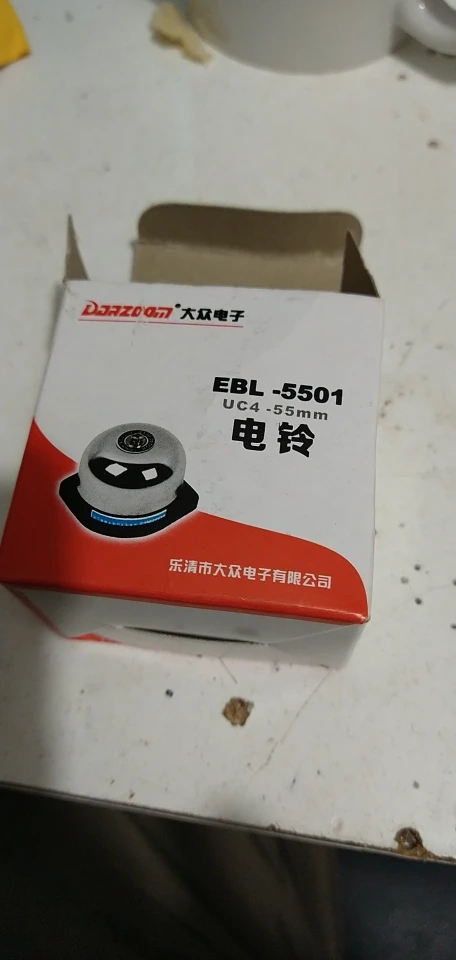 DARZOOM®大众电子
EBL -5501
UC4 -55mm
电铃
乐清市大众电子有限公司